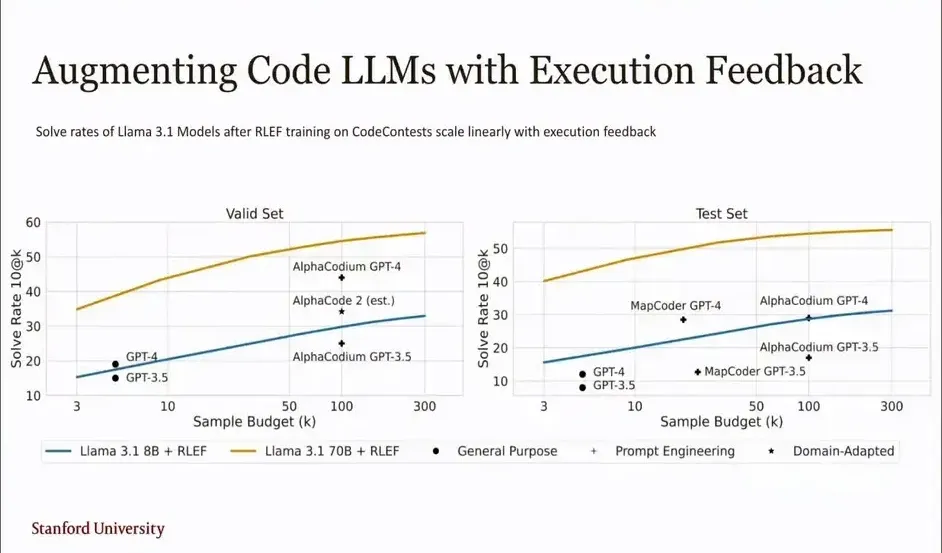 Augmenting Code LLMs with Execution Feedback
Solve rates of Llama 3.1 Models after RLEF training on CodeContests scale linearly with execution feedback
Valid Set
Solve Rate 10@k
60
50
40
30
20
10
AlphaCodium GPT-4
AlphaCode 2 (est.)
AlphaCodium GPT-3.5
GPT-4
GPT-3.5
3 10 50 100 300
Sample Budget (k)
Test Set
Solve Rate 10@k
50
40
30
20
10
MapCoder GPT-4
AlphaCodium GPT-4
AlphaCodium GPT-3.5
MapCoder GPT-3.5
GPT-4
GPT-3.5
3 10 50 100 300
Sample Budget (k)
Llama 3.1 8B + RLEF Llama 3.1 70B + RLEF General Purpose Prompt Engineering Domain-Adapted
Stanford University